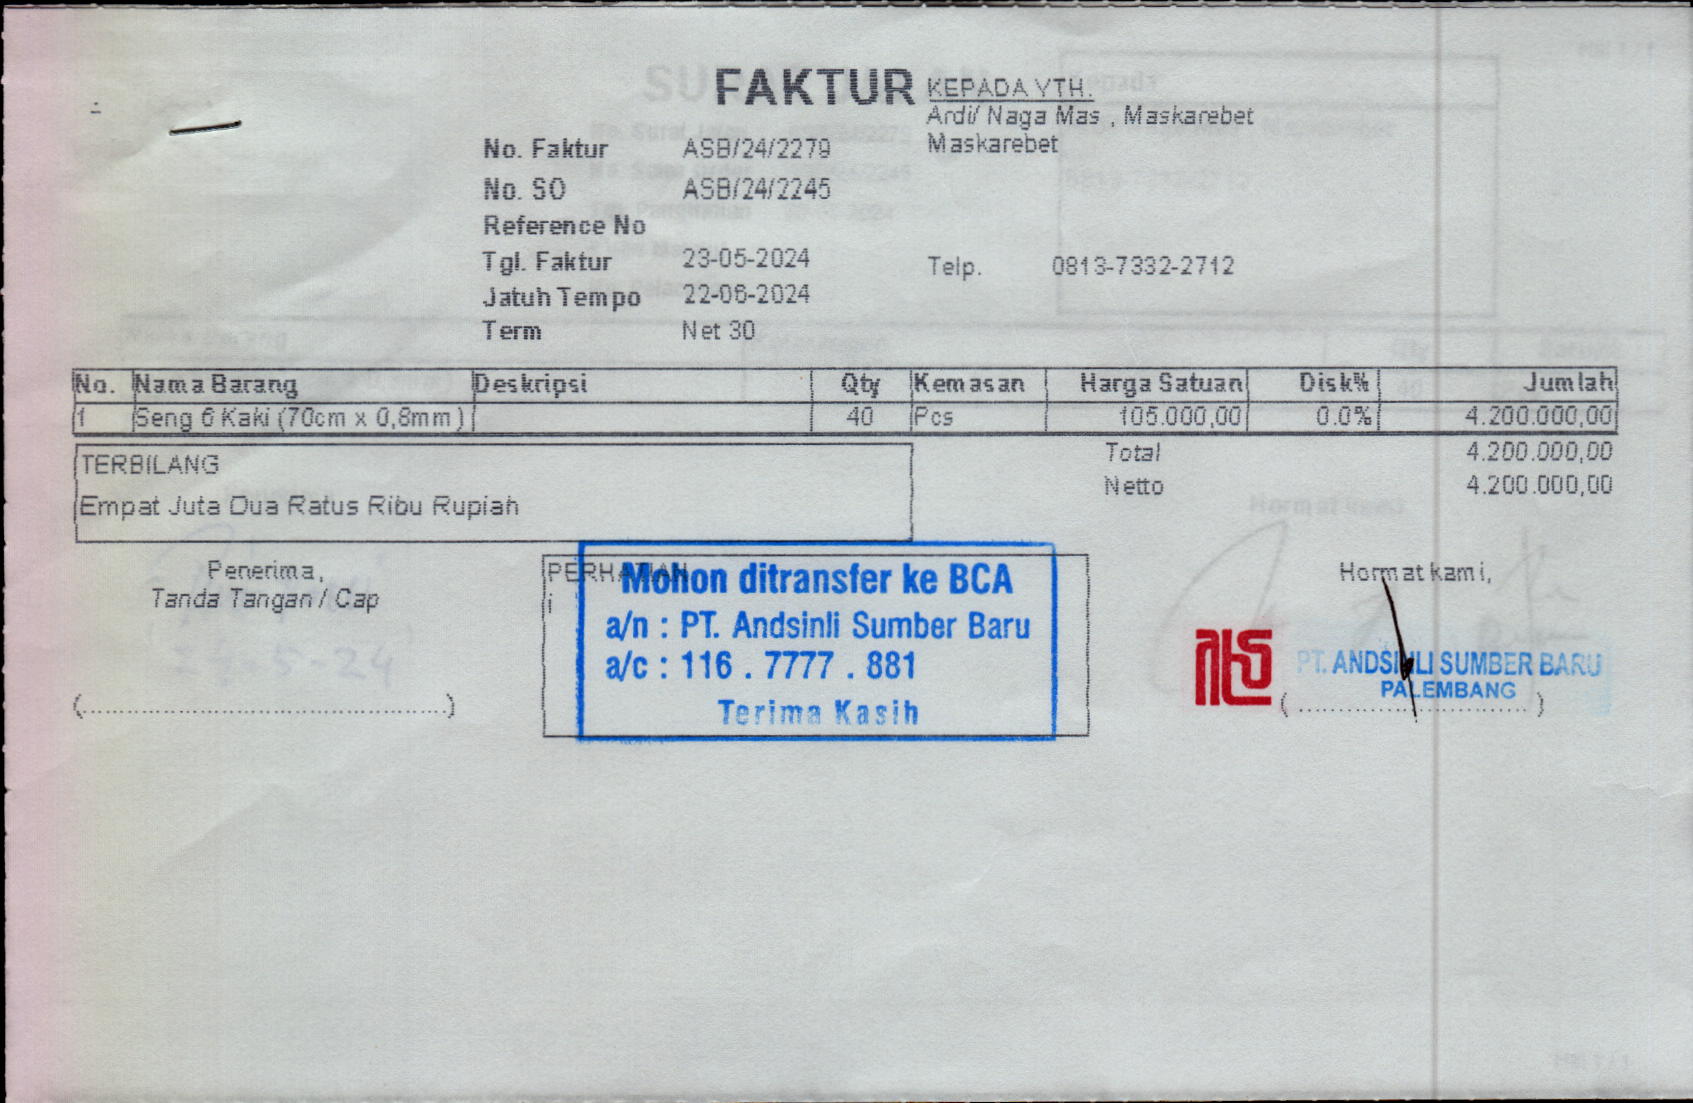 FAKTUR
KEPADA YTH.
Ardi/ Naga Mas , Maskarebet
Maskarebet
No. Faktur ASB/24/2279
No. SO ASB/24/2245
Reference No
Tgl. Faktur 23-05-2024
Telp. 0813-7332-2712
Jatuh Tempo 22-06-2024
Term Net 30
No. Nama Barang Deskripsi Qty Kemasan Harga Satuan Disk% Jumlah
1 Seng 6 Kaki (70cm x 0,8mm) 40 Pcs 105.000,00 0.0% 4.200.000,00
Total 4.200.000,00
Netto 4.200.000,00
TERBILANG
Empat Juta Dua Ratus Ribu Rupiah
Penerima,
Tanda Tangan / Cap
24-5-24
(..............................................)
PERHATIAN
i
Mohon ditransfer ke BCA
a/n : PT. Andsinli Sumber Baru
a/c : 116 . 7777 . 881
Terima Kasih
Hormat kami,
PT. ANDSINLI SUMBER BARU
PALEMBANG
(..............................)